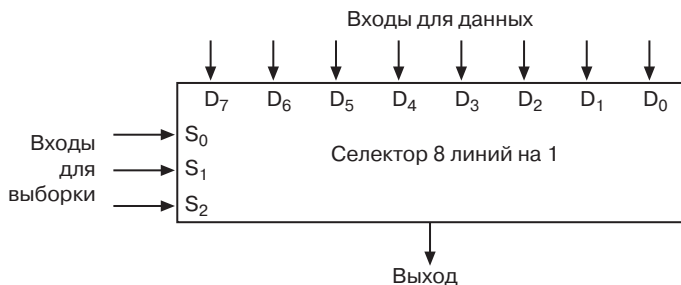 Входы для данных
D₇ D₆ D₅ D₄ D₃ D₂ D₁ D₀
S₀
Входы
для
выборки
S₁
S₂
Селектор 8 линий на 1
Выход